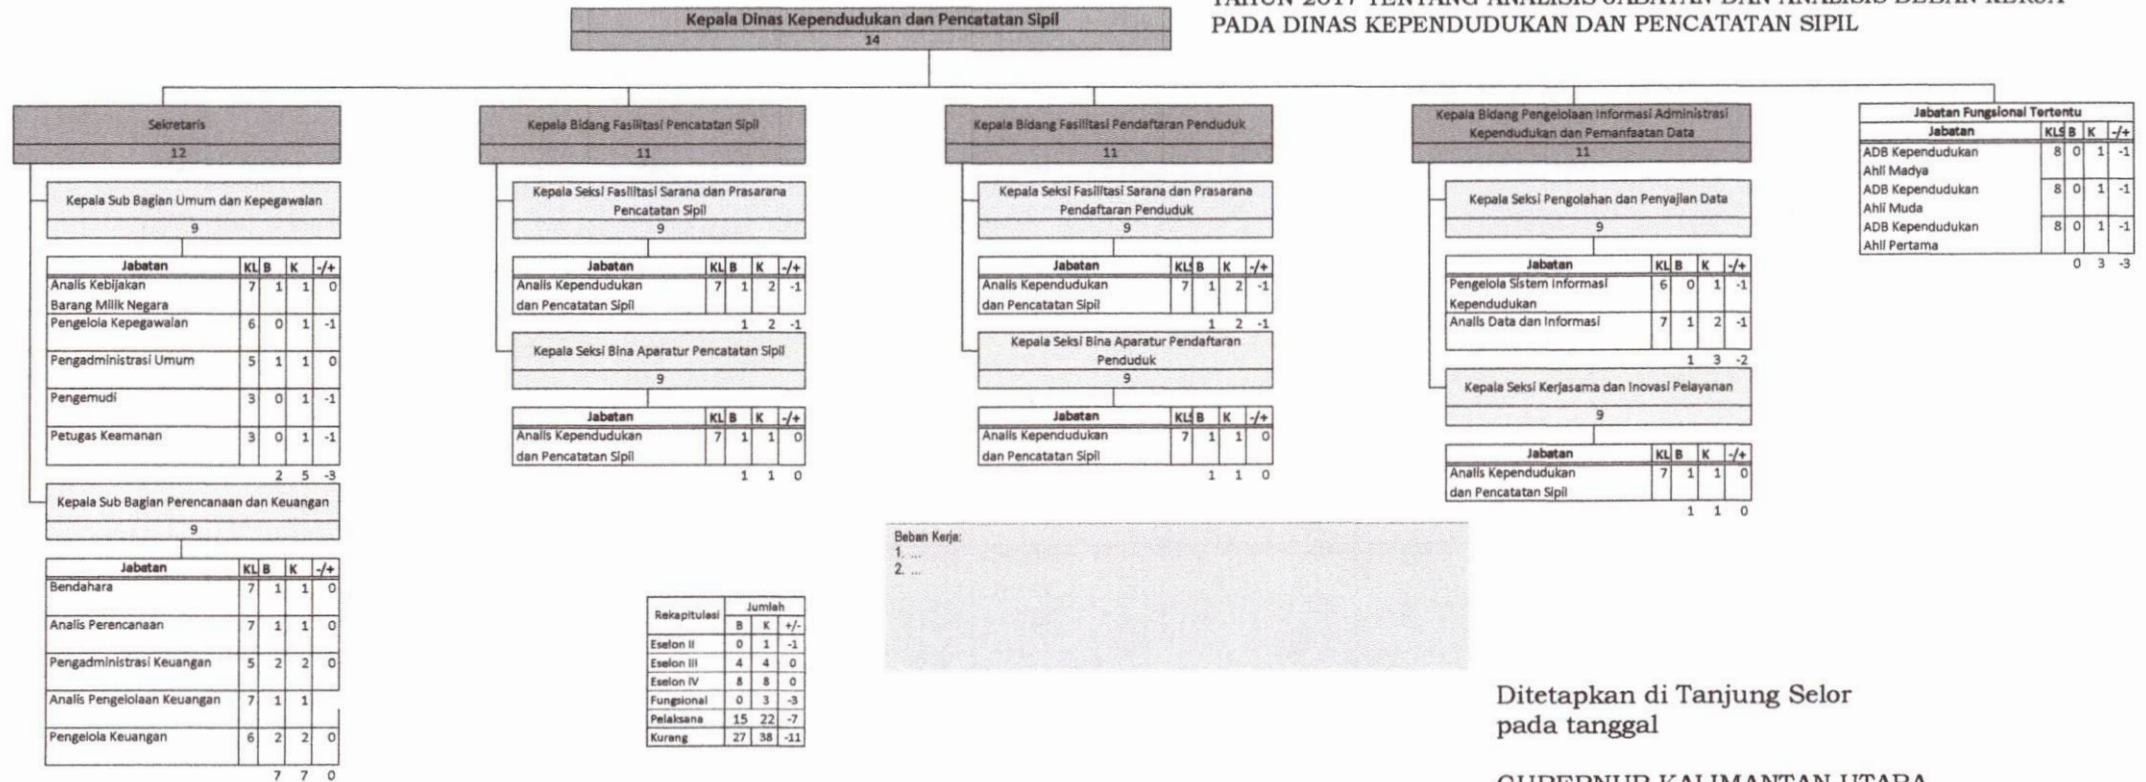 TAHUN 2017 TENTANG ANALISIS JABATAN DAN ANALISIS BEBAN KERJA
PADA DINAS KEPENDUDUKAN DAN PENCATATAN SIPIL
Kepala Dinas Kependudukan dan Pencatatan Sipil
14
Sekretaris
12
Kepala Sub Bagian Umum dan Kepegawaian
9
Jabatan KL B K -/+
Analis Kebijakan 7 1 1 0
Barang Milik Negara
Pengelola Kepegawaian 6 0 1 -1
Pengadministrasi Umum 5 1 1 0
Pengemudi 3 0 1 -1
Petugas Keamanan 3 0 1 -1
2 5 -3
Kepala Sub Bagian Perencanaan dan Keuangan
9
Jabatan KL B K -/+
Bendahara 7 1 1 0
Analis Perencanaan 7 1 1 0
Pengadministrasi Keuangan 5 2 2 0
Analis Pengelolaan Keuangan 7 1 1
Pengelola Keuangan 6 2 2 0
7 7 0
Kepala Bidang Fasilitasi Pencatatan Sipil
11
Kepala Seksi Fasilitasi Sarana dan Prasarana
Pencatatan Sipil
9
Jabatan KL B K -/+
Analis Kependudukan 7 1 2 -1
dan Pencatatan Sipil
1 2 -1
Kepala Seksi Bina Aparatur Pencatatan Sipil
9
Jabatan KL B K -/+
Analis Kependudukan 7 1 1 0
dan Pencatatan Sipil
1 1 0
Kepala Bidang Fasilitasi Pendaftaran Penduduk
11
Kepala Seksi Fasilitasi Sarana dan Prasarana
Pendaftaran Penduduk
9
Jabatan KLS B K -/+
Analis Kependudukan 7 1 2 -1
dan Pencatatan Sipil
1 2 -1
Kepala Seksi Bina Aparatur Pendaftaran
Penduduk
9
Jabatan KLS B K -/+
Analis Kependudukan 7 1 1 0
dan Pencatatan Sipil
1 1 0
Kepala Bidang Pengelolaan Informasi Administrasi
Kependudukan dan Pemanfaatan Data
11
Kepala Seksi Pengolahan dan Penyajian Data
9
Jabatan KL B K -/+
Pengelola Sistem Informasi 6 0 1 -1
Kependudukan
Analis Data dan Informasi 7 1 2 -1
1 3 -2
Kepala Seksi Kerjasama dan Inovasi Pelayanan
9
Jabatan KL B K -/+
Analis Kependudukan 7 1 1 0
dan Pencatatan Sipil
1 1 0
Jabatan Fungsional Tertentu
Jabatan KLS B K -/+
ADB Kependudukan 8 0 1 -1
Ahli Madya
ADB Kependudukan 8 0 1 -1
Ahli Muda
ADB Kependudukan 8 0 1 -1
Ahli Pertama
0 3 -3
Beban Kerja:
1. ...
2. ...
Rekapitulasi Jumlah
B K +/-
Eselon II 0 1 -1
Eselon III 4 4 0
Eselon IV 8 8 0
Fungsional 0 3 -3
Pelaksana 15 22 -7
Kurang 27 38 -11
Ditetapkan di Tanjung Selor
pada tanggal
GUBERNUR KALIMANTAN UTARA